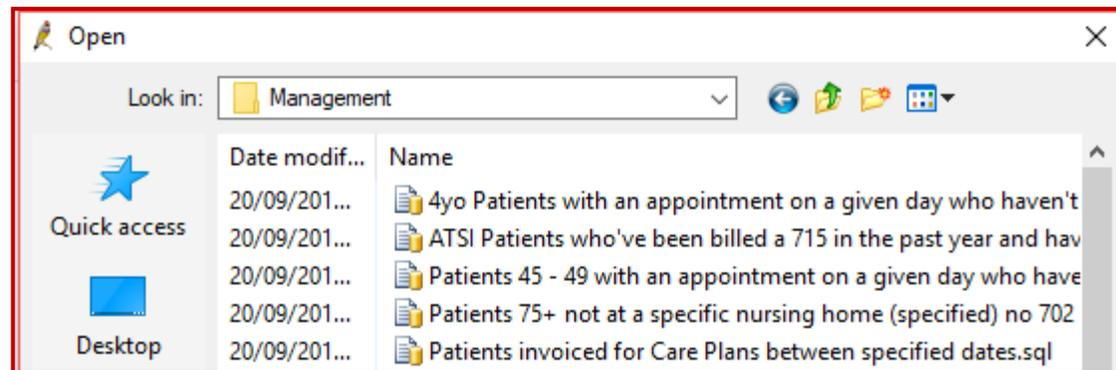 Open
Look in: Management
Date modif... Name
20/09/201... 4yo Patients with an appointment on a given day who haven't
Quick access
20/09/201... ATSI Patients who've been billed a 715 in the past year and hav
20/09/201... Patients 45 - 49 with an appointment on a given day who have
20/09/201... Patients 75+ not at a specific nursing home (specified) no 702
Desktop
20/09/201... Patients invoiced for Care Plans between specified dates.sql